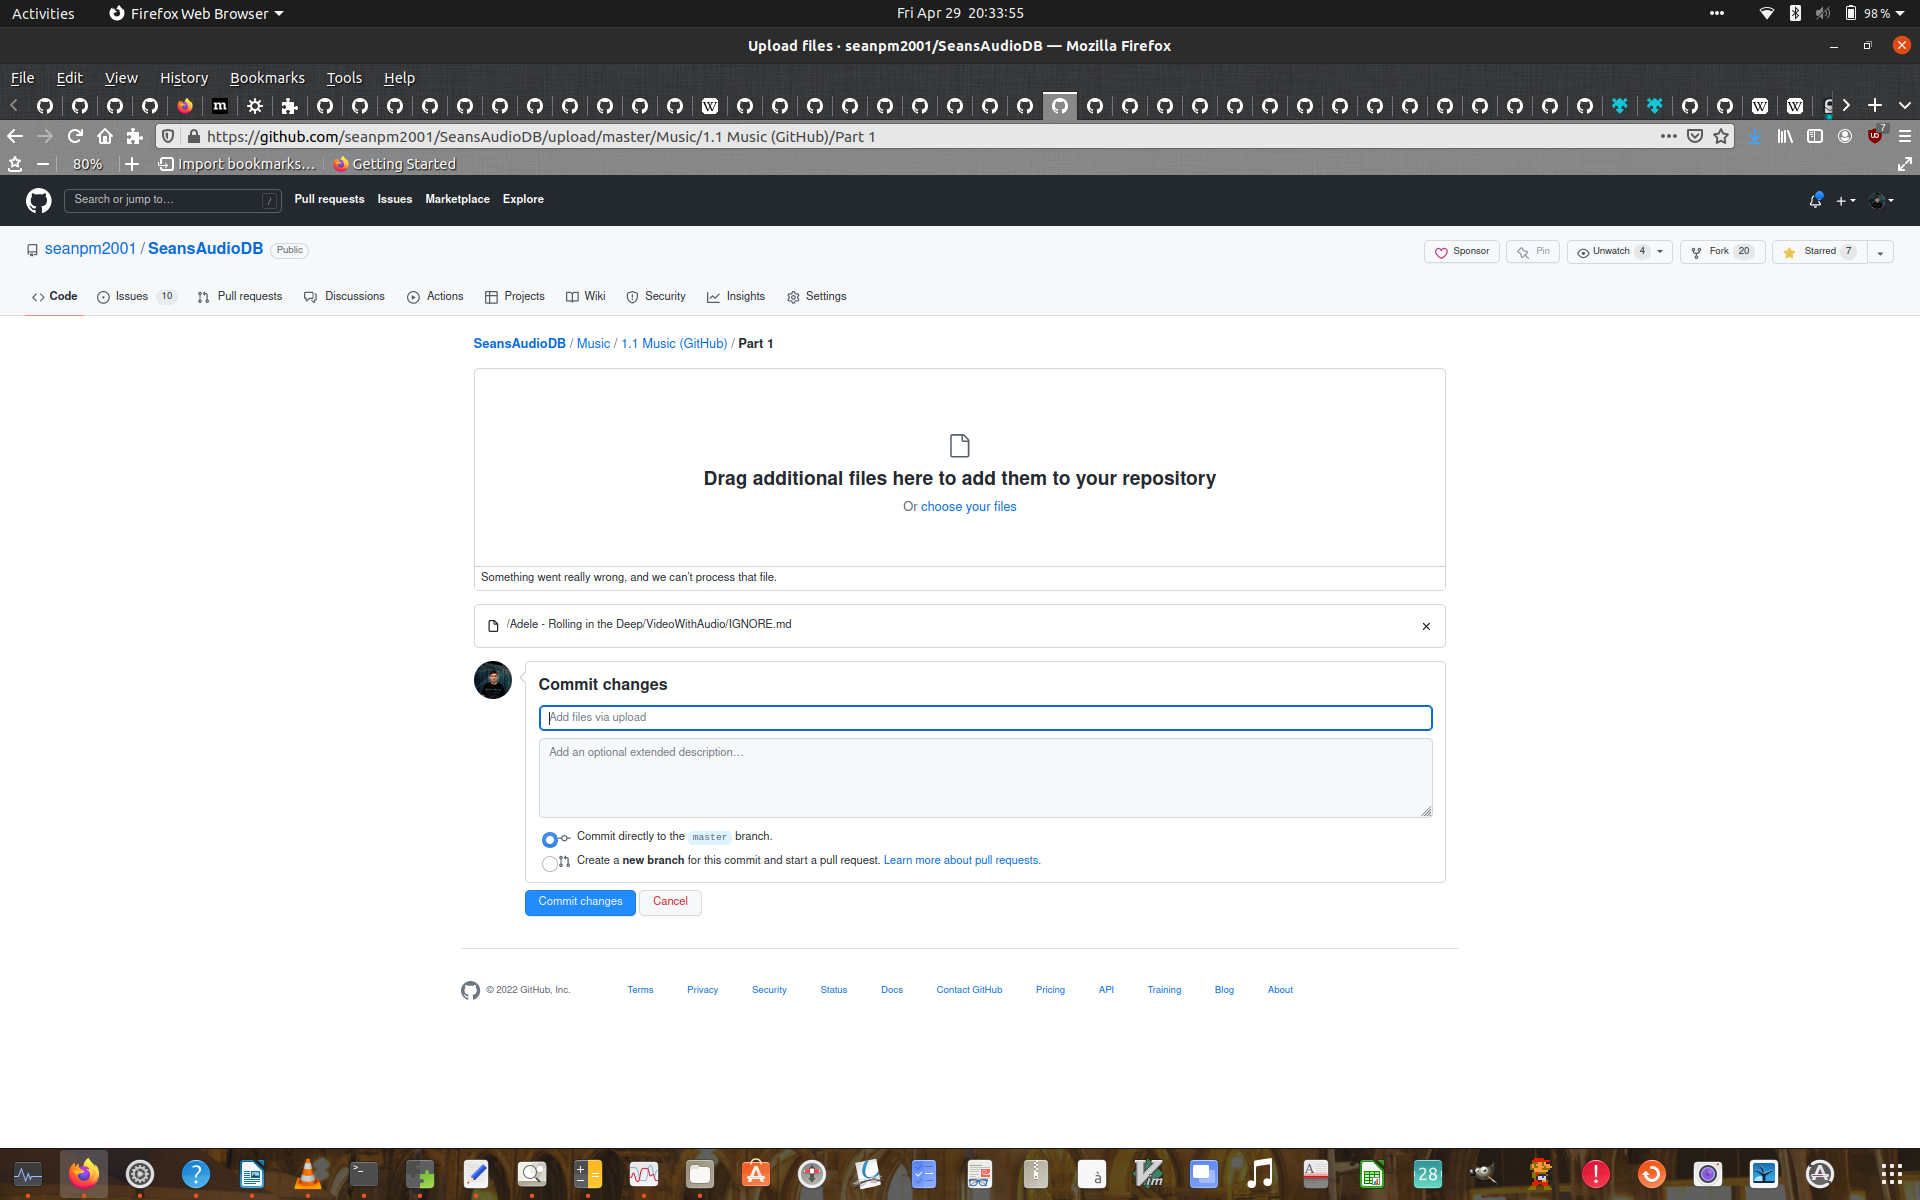 Activities
Firefox Web Browser
Fri Apr 29 20:33:55
98 %
Upload files · seanpm2001/SeansAudioDB — Mozilla Firefox
File Edit View History Bookmarks Tools Help
https://github.com/seanpm2001/SeansAudioDB/upload/master/Music/1.1 Music (GitHub)/Part 1
7
80%
Import bookmarks...
Getting Started
Search or jump to...
/
Pull requests Issues Marketplace Explore
seanpm2001 / SeansAudioDB Public
Sponsor
Pin
Unwatch 4
Fork 20
Starred 7
Code
Issues 10
Pull requests
Discussions
Actions
Projects
Wiki
Security
Insights
Settings
SeansAudioDB / Music / 1.1 Music (GitHub) / Part 1
Drag additional files here to add them to your repository
Or choose your files
Something went really wrong, and we can't process that file.
/Adele - Rolling in the Deep/VideoWithAudio/IGNORE.md
Commit changes
Add files via upload
Add an optional extended description...
Commit directly to the master branch.
Create a new branch for this commit and start a pull request. Learn more about pull requests.
Commit changes
Cancel
© 2022 GitHub, Inc.
Terms
Privacy
Security
Status
Docs
Contact GitHub
Pricing
API
Training
Blog
About
28